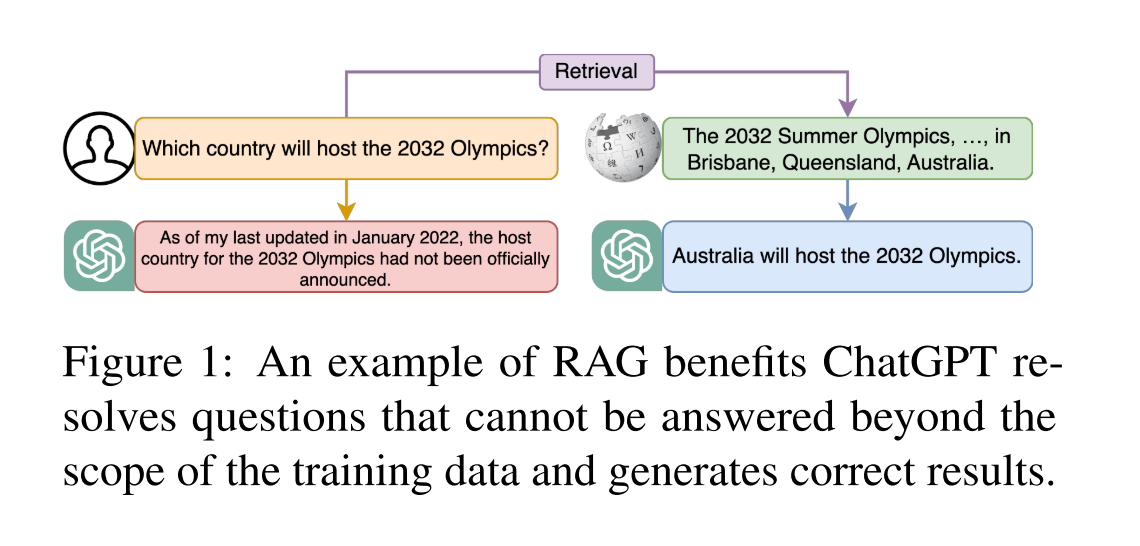 Retrieval
Which country will host the 2032 Olympics?
The 2032 Summer Olympics, …, in
Brisbane, Queensland, Australia.
As of my last updated in January 2022, the host
country for the 2032 Olympics had not been officially
announced.
Australia will host the 2032 Olympics.
Figure 1: An example of RAG benefits ChatGPT re-
solves questions that cannot be answered beyond the
scope of the training data and generates correct results.